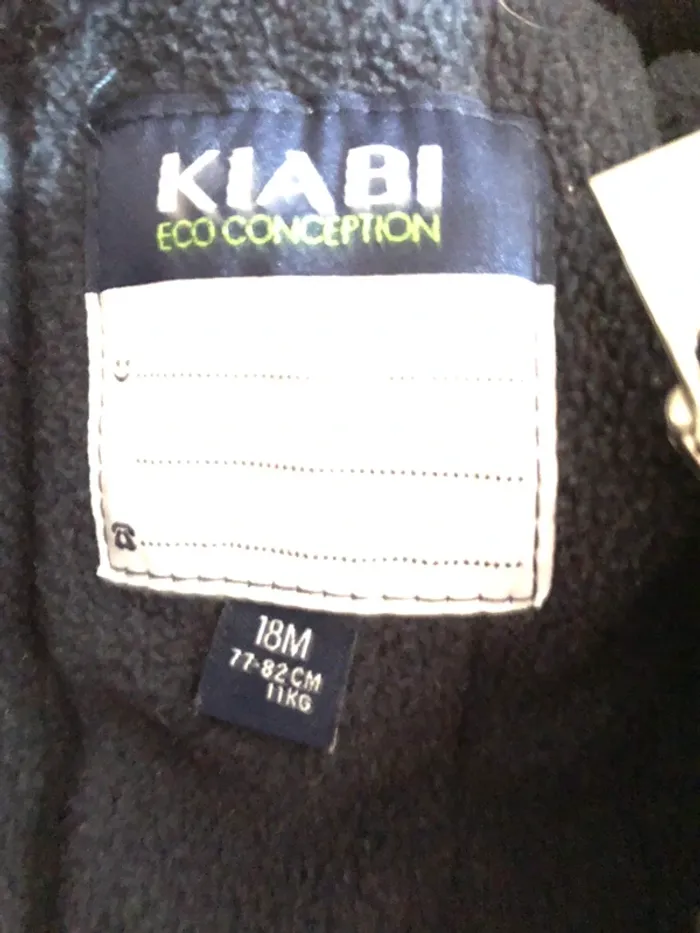 KIABI
ECO CONCEPTION
18M
77-82CM
11KG